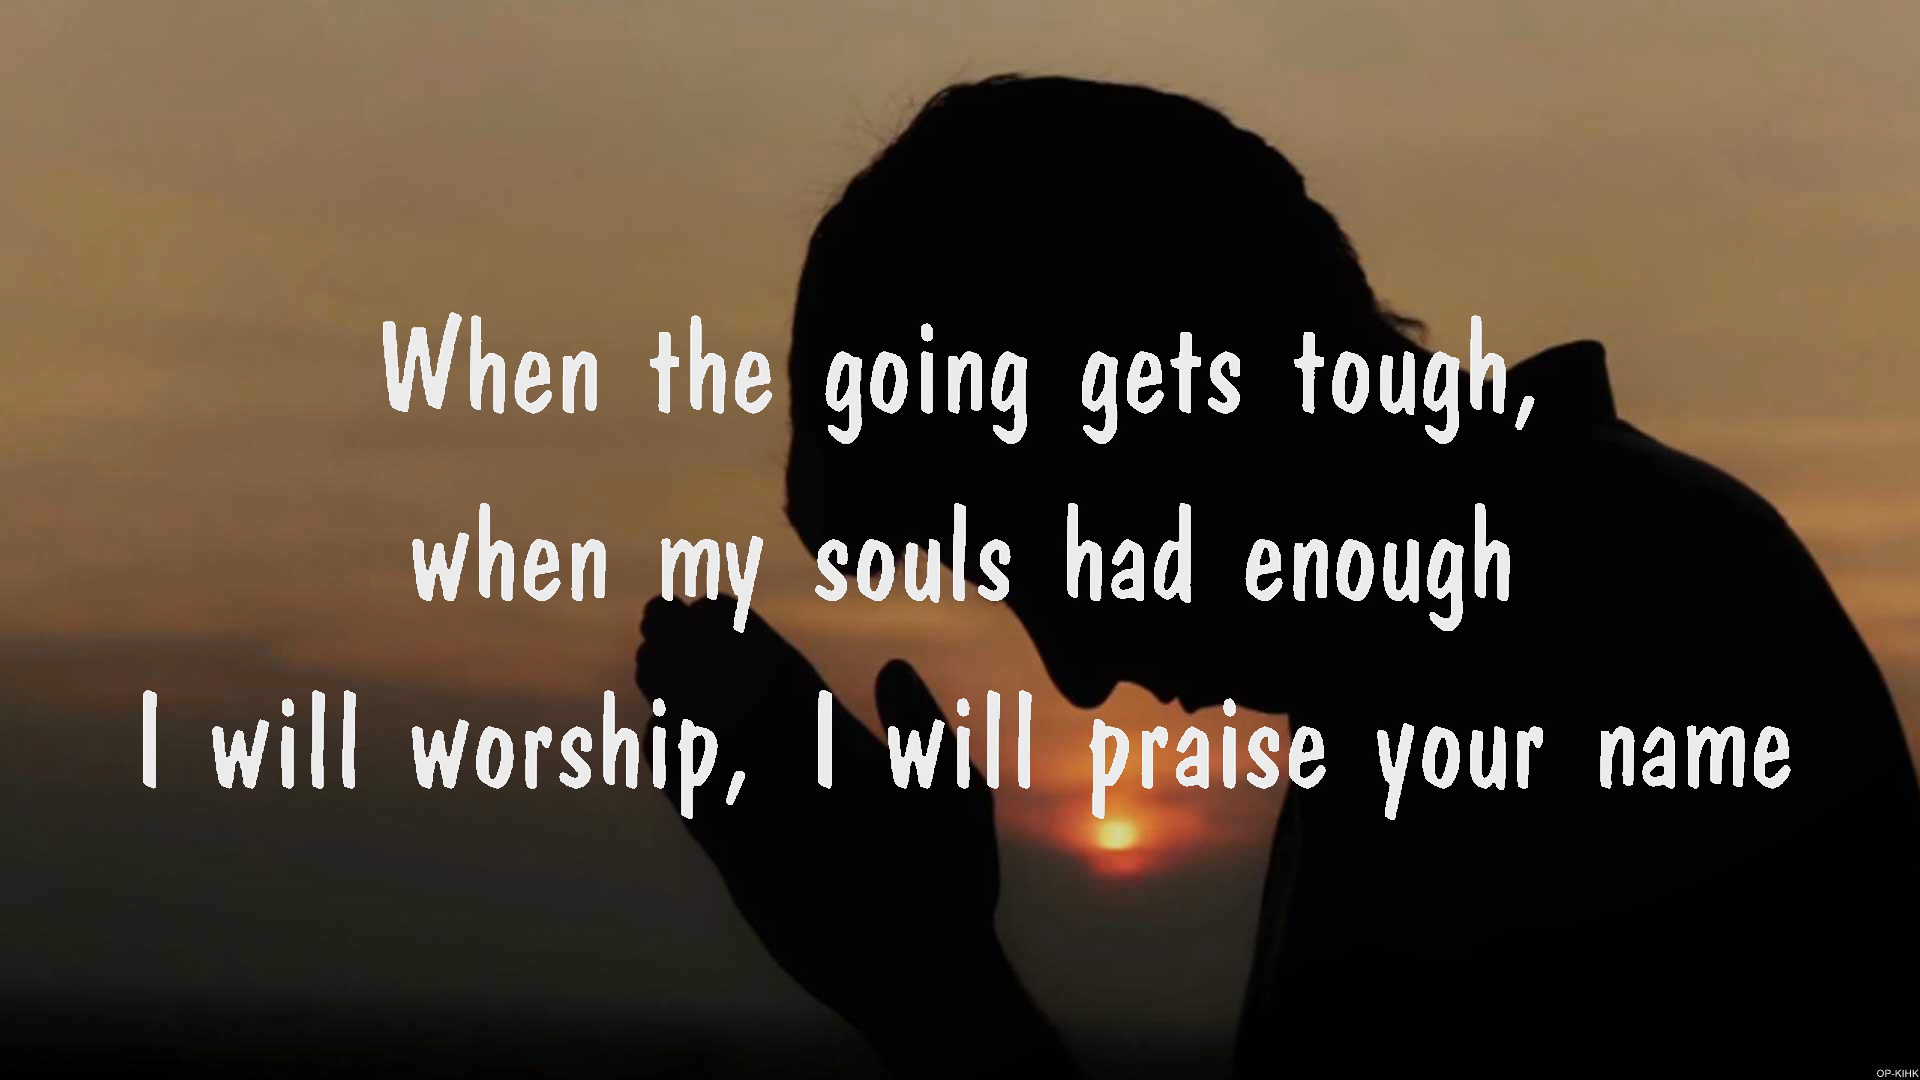 When the going gets tough,
when my souls had enough
I will worship, I will praise your name
OP-KIHK